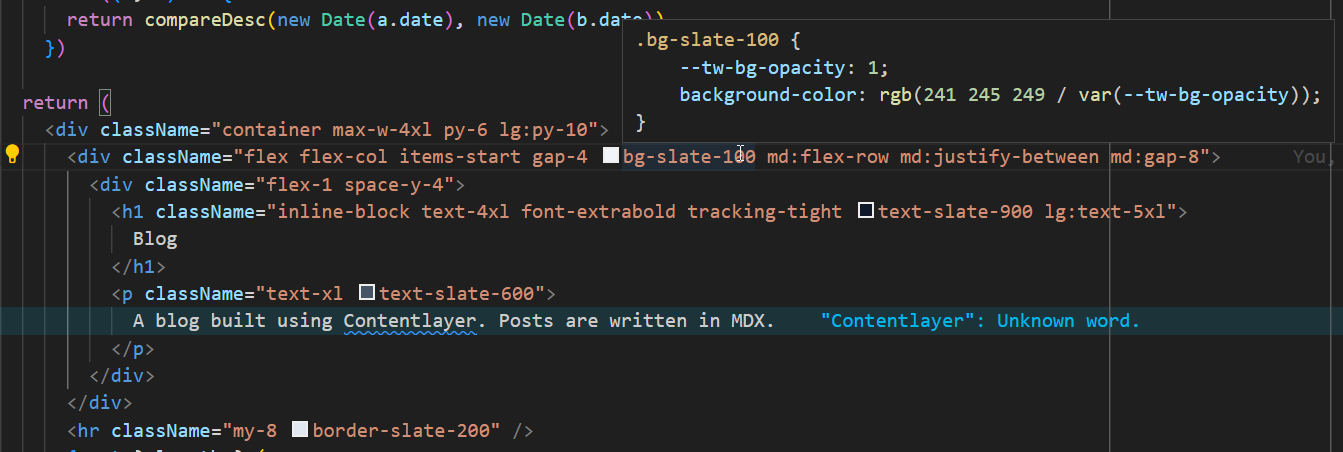 return compareDesc(new Date(a.date), new Date(b.date))
})
return (
<div className="container max-w-4xl py-6 lg:py-10">
.bg-slate-100 {
--tw-bg-opacity: 1;
background-color: rgb(241 245 249 / var(--tw-bg-opacity));
}
<div className="flex flex-col items-start gap-4 bg-slate-100 md:flex-row md:justify-between md:gap-8">
You,
<div className="flex-1 space-y-4">
<h1 className="inline-block text-4xl font-extrabold tracking-tight text-slate-900 lg:text-5xl">
Blog
</h1>
<p className="text-xl text-slate-600">
A blog built using Contentlayer. Posts are written in MDX. "Contentlayer": Unknown word.
</p>
</div>
</div>
<hr className="my-8 border-slate-200" />